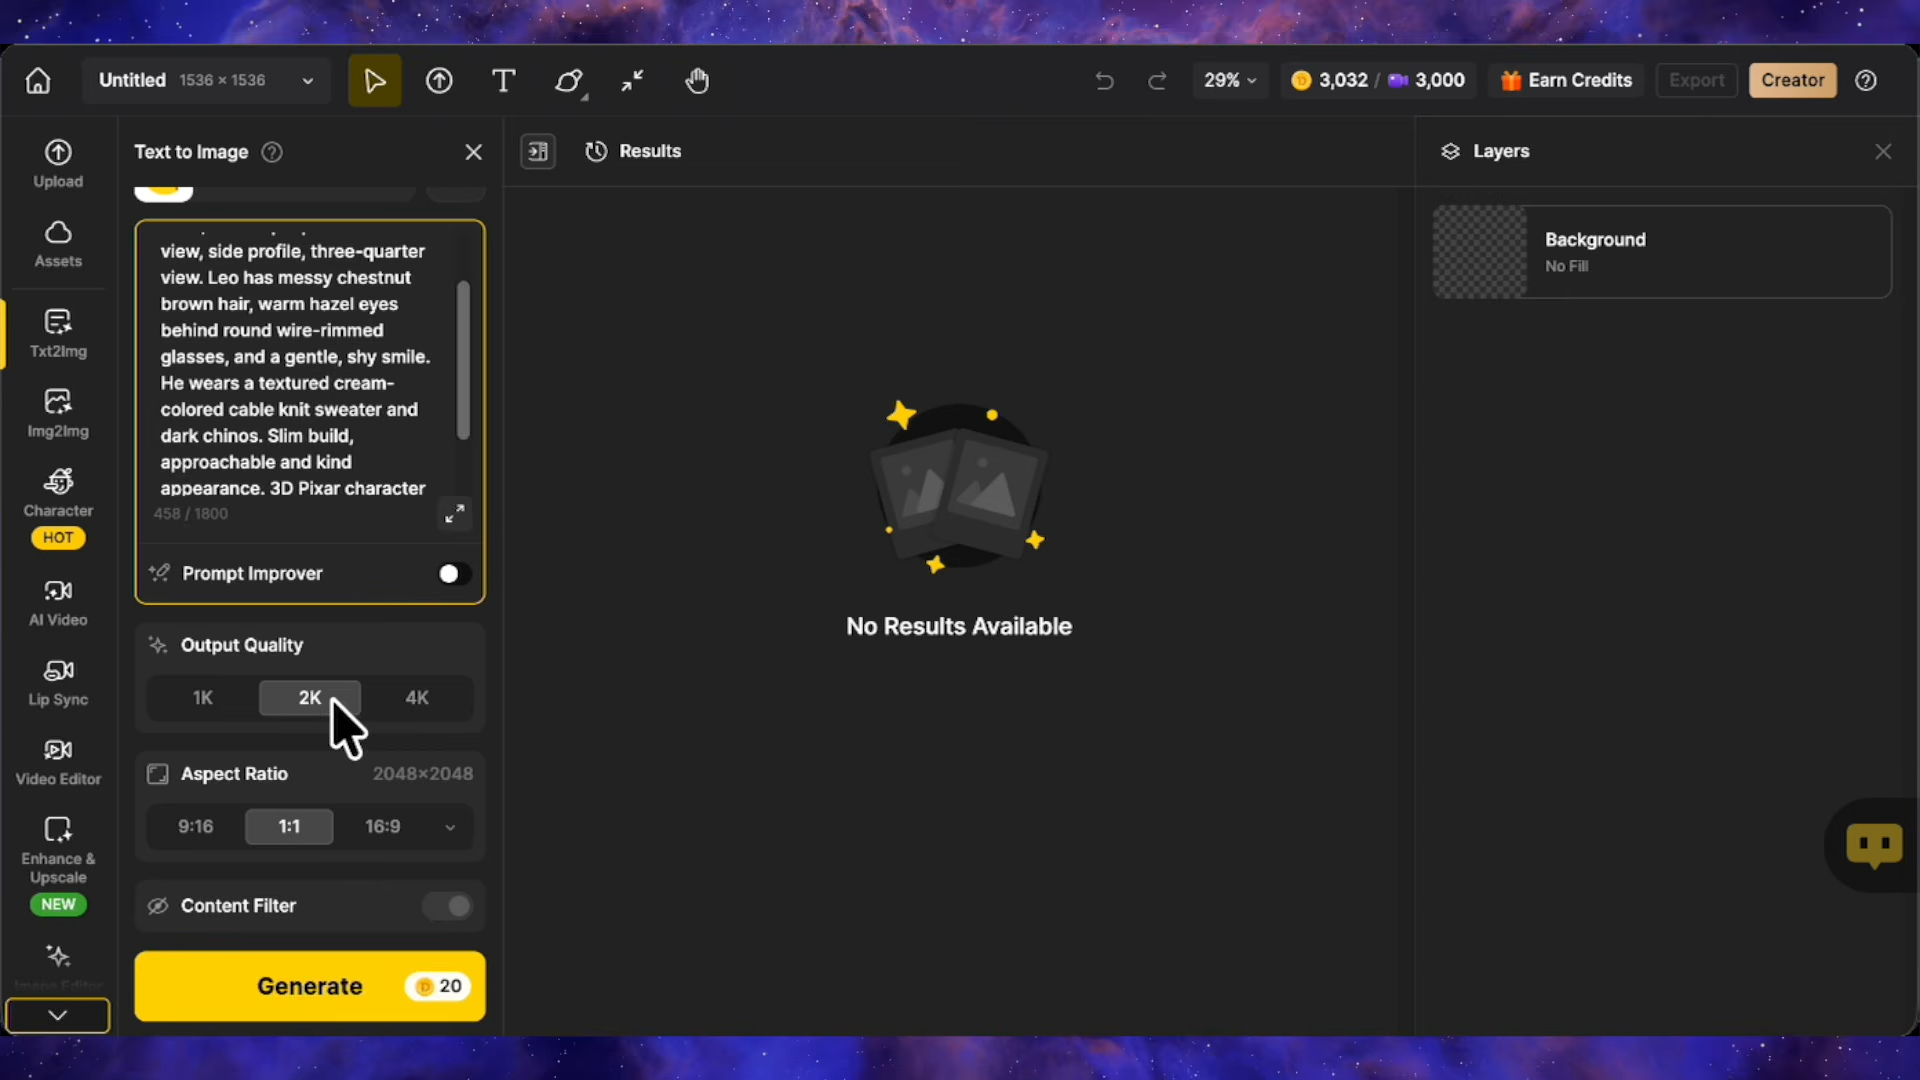 Untitled 1536 × 1536
29%
3,032 / 3,000
Earn Credits
Export
Creator
Upload
Assets
Txt2Img
Img2Img
Character
HOT
AI Video
Lip Sync
Video Editor
Enhance &
Upscale
NEW
Image Editor
Text to Image
view, side profile, three-quarter
view. Leo has messy chestnut
brown hair, warm hazel eyes
behind round wire-rimmed
glasses, and a gentle, shy smile.
He wears a textured cream-
colored cable knit sweater and
dark chinos. Slim build,
approachable and kind
appearance. 3D Pixar character
458 / 1800
Prompt Improver
Output Quality
1K 2K 4K
Aspect Ratio 2048×2048
9:16 1:1 16:9
Content Filter
Generate 20
Results
No Results Available
Layers
Background
No Fill